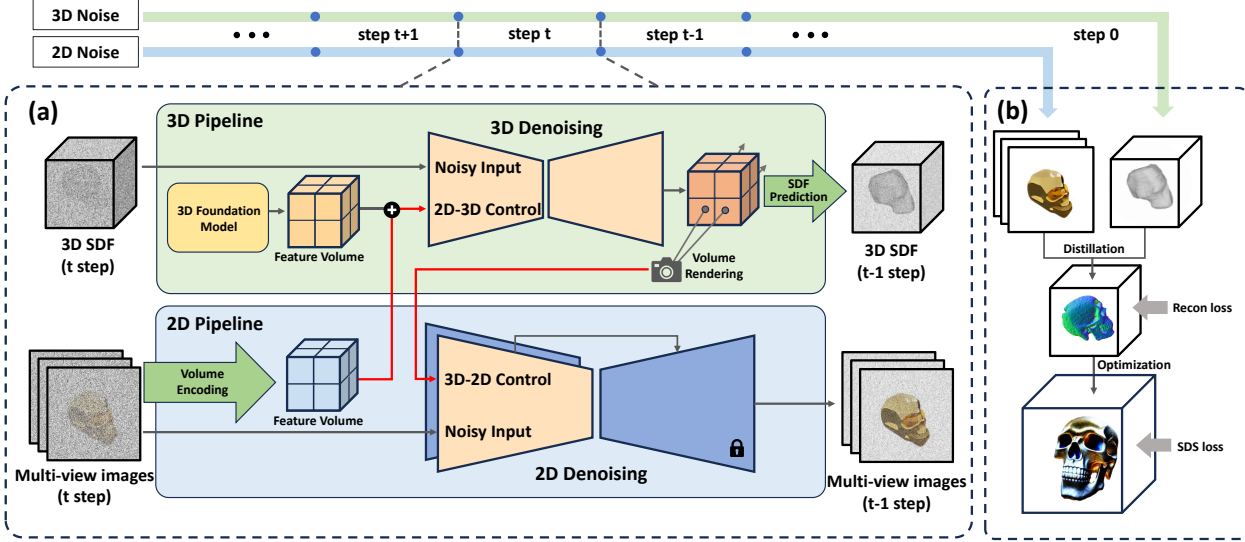 3D Noise
2D Noise
• • •
step t+1
step t
step t-1
• • •
step 0
(a)
3D Pipeline
3D Denoising
Noisy Input
2D-3D Control
3D Foundation
Model
Feature Volume
+
Volume
Rendering
SDF
Prediction
3D SDF
(t step)
3D SDF
(t-1 step)
2D Pipeline
Volume
Encoding
Feature Volume
3D-2D Control
Noisy Input
2D Denoising
Multi-view images
(t step)
Multi-view images
(t-1 step)
(b)
Distillation
Recon loss
Optimization
SDS loss